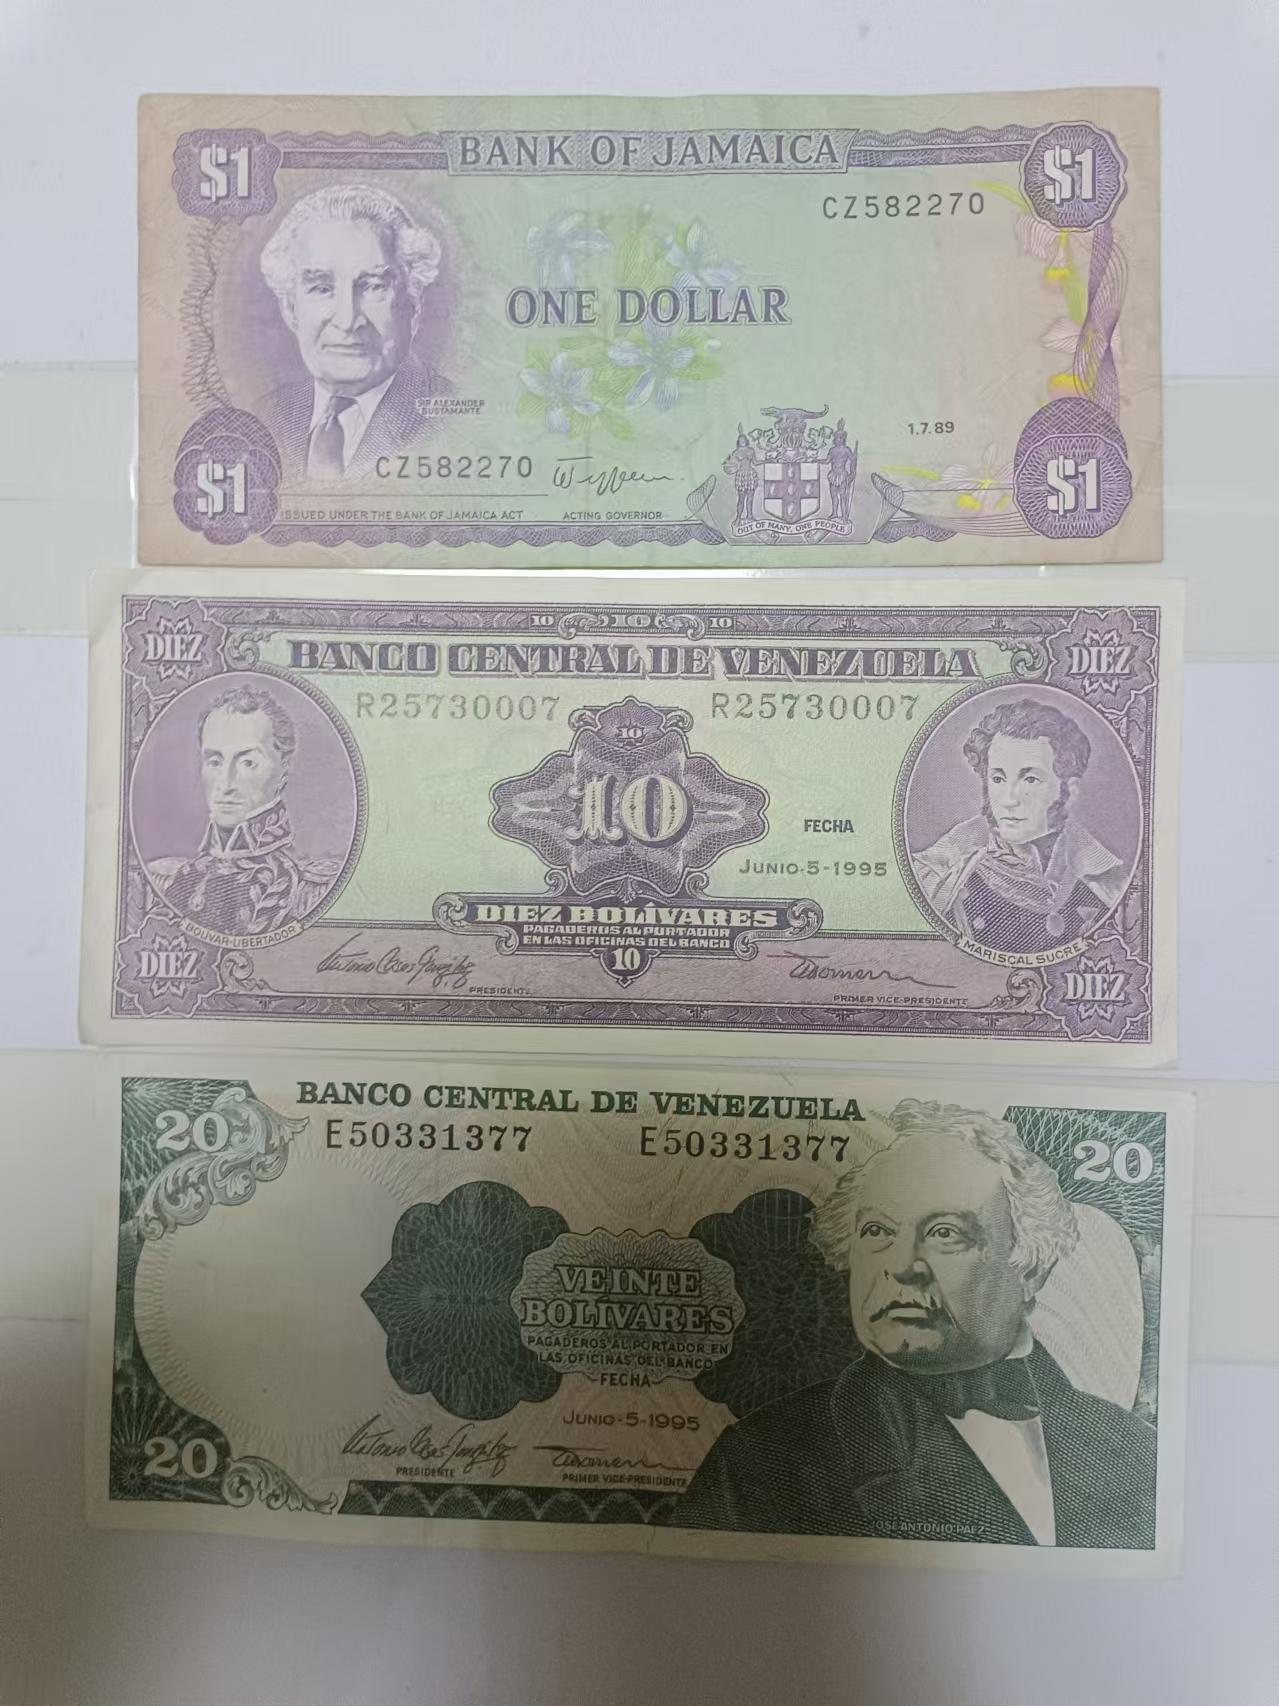 BANK OF JAMAICA
$1
$1
CZ582270
ONE DOLLAR
SIR ALEXANDER
BUSTAMANTE
1.7.89
CZ582270
$1
$1
ISSUED UNDER THE BANK OF JAMAICA ACT ACTING GOVERNOR
OUT OF MANY, ONE PEOPLE
10 10 10
DIEZ DIEZ
BANCO CENTRAL DE VENEZUELA
R25730007 R25730007
10
10
FECHA
JUNIO-5-1995
DIEZ BOLÍVARES
PAGADEROS AL PORTADOR
EN LAS OFICINAS DEL BANCO
10
BOLIVAR-LIBERTADOR
MARISCAL SUCRE
DIEZ DIEZ
PRESIDENTE
PRIMER VICE-PRESIDENTE
BANCO CENTRAL DE VENEZUELA
20 20
E50331377 E50331377
VEINTE
BOLÍVARES
PAGADEROS AL PORTADOR EN
LAS OFICINAS DEL BANCO
FECHA
JUNIO-5-1995
20
PRESIDENTE PRIMER VICE-PRESIDENTE
JOSE ANTONIO PAEZ